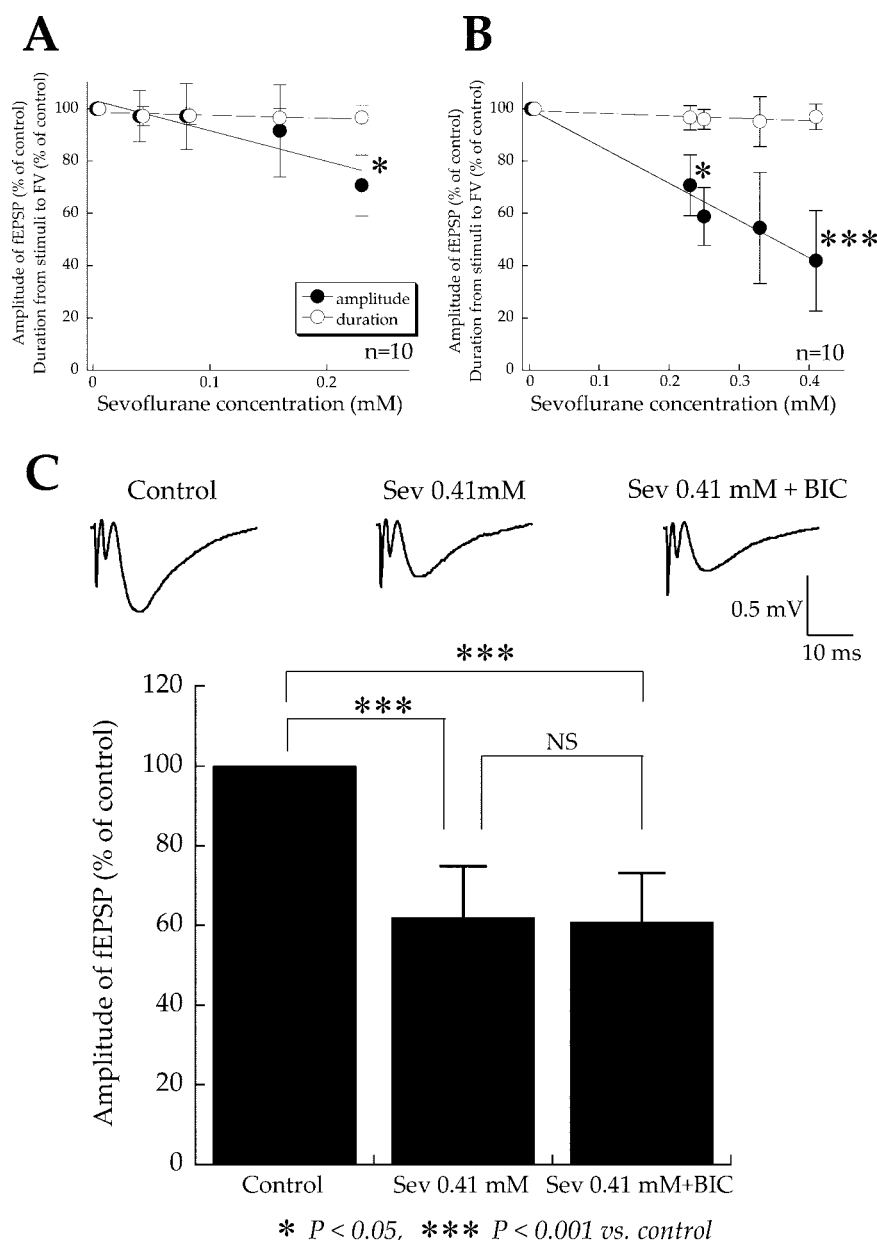 A
Amplitude of fEPSP (% of control)
Duration from stimuli to FV (% of control)
100
80
60
40
20
0
*
amplitude
duration
n=10
0
0.1
0.2
Sevoflurane concentration (mM)
B
Amplitude of fEPSP (% of control)
Duration from stimuli to FV (% of control)
100
80
60
40
20
0
*
***
n=10
0
0.1
0.2
0.3
0.4
Sevoflurane concentration (mM)
C
Control
Sev 0.41mM
Sev 0.41 mM + BIC
0.5 mV
10 ms
Amplitude of fEPSP (% of control)
120
100
80
60
40
20
0
***
***
NS
Control
Sev 0.41 mM
Sev 0.41 mM+BIC
* P < 0.05, *** P < 0.001 vs. control